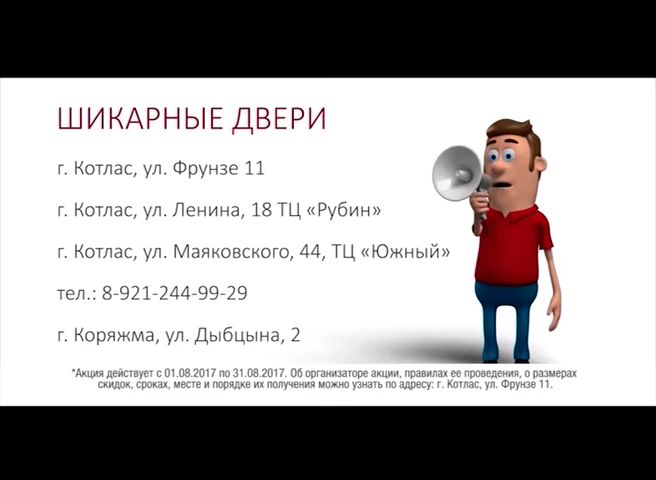 ШИКАРНЫЕ ДВЕРИ
г. Котлас, ул. Фрунзе 11
г. Котлас, ул. Ленина, 18 ТЦ «Рубин»
г. Котлас, ул. Маяковского, 44, ТЦ «Южный»
тел.: 8-921-244-99-29
г. Коряжма, ул. Дыбцына, 2
*Акция действует с 01.08.2017 по 31.08.2017. Об организаторе акции, правилах ее проведения, о размерах
скидок, сроках, месте и порядке их получения можно узнать по адресу: г. Котлас, ул. Фрунзе 11.